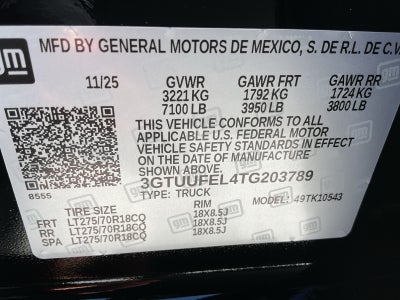 gm
MFD BY GENERAL MOTORS DE MEXICO, S. DE R.L. DE C.V.
11/25 GVWR GAWR FRT GAWR RR
3221 KG 1792 KG 1724 KG
7100 LB 3950 LB 3800 LB
THIS VEHICLE CONFORMS TO ALL
APPLICABLE U.S. FEDERAL MOTOR
VEHICLE SAFETY STANDARDS IN EFFECT
ON THE DATE OF MANUFACTURE
SHOWN ABOVE.
3GTUUFEL4TG203789
8555 TYPE: TRUCK MODEL: 49TK10543
TIRE SIZE RIM
FRT LT275/70R18CQ 18X8.5J
RR LT275/70R18CQ 18X8.5J
SPA LT275/70R18CQ 18X8.5J